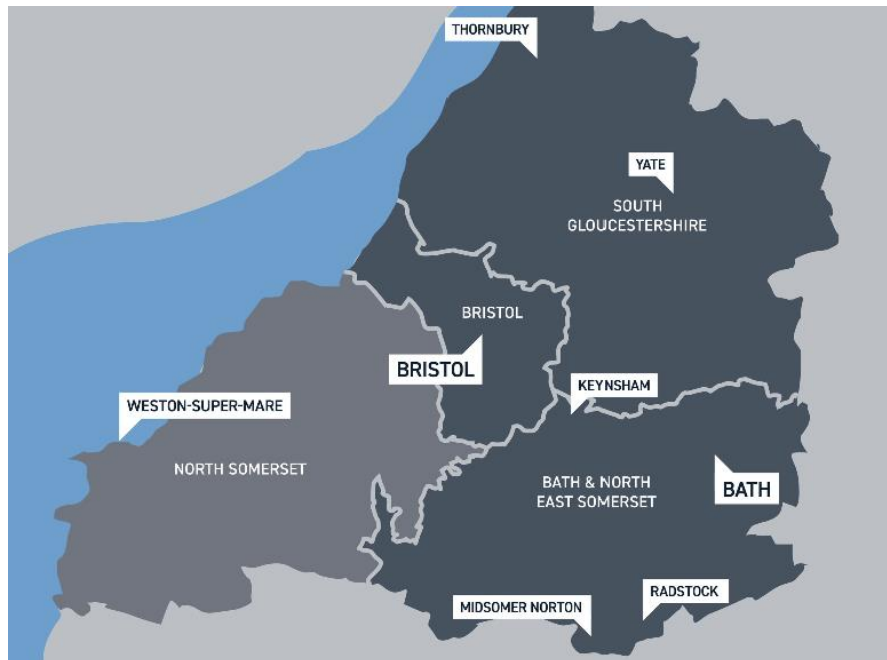 THORNBURY
YATE
SOUTH
GLOUCESTERSHIRE
BRISTOL
BRISTOL
KEYNSHAM
WESTON-SUPER-MARE
NORTH SOMERSET
BATH & NORTH
EAST SOMERSET
BATH
RADSTOCK
MIDSOMER NORTON